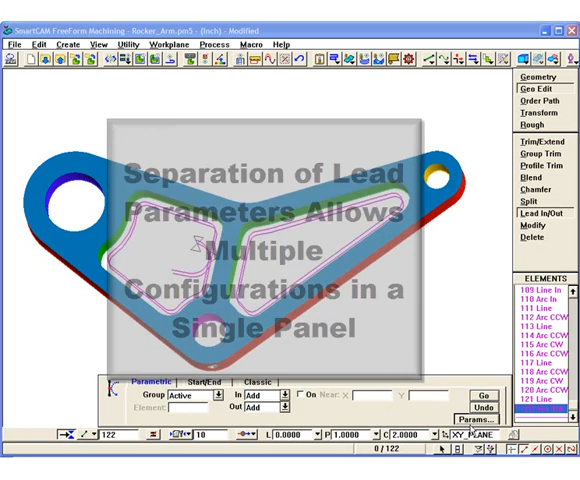 SmartCAM FreeForm Machining - Rocker_Arm.pm5 - (Inch) - Modified
File Edit Create View Utility Workplane Process Macro Help
Geometry
Geo Edit
Order Path
Transform
Rough
Trim/Extend
Group Trim
Profile Trim
Blend
Chamfer
Split
Lead In/Out
Modify
Delete
Separation of Lead
Parameters Allows
Multiple
Configurations in a
Single Panel
ELEMENTS
109 Line In
110 Arc In
111 Line
112 Arc CCW
113 Line
114 Arc CW
115 Arc CW
116 Arc CCW
117 Arc CCW
118 Arc CCW
119 Arc CW
120 Arc CCW
121 Line
Parametric Start/End Classic
Group Active In Add On Near: X Y Go
Element: Out Add Undo
Params...
122 10 L 0.0000 P 1.0000 C 2.0000 XY_PLANE
0 / 122